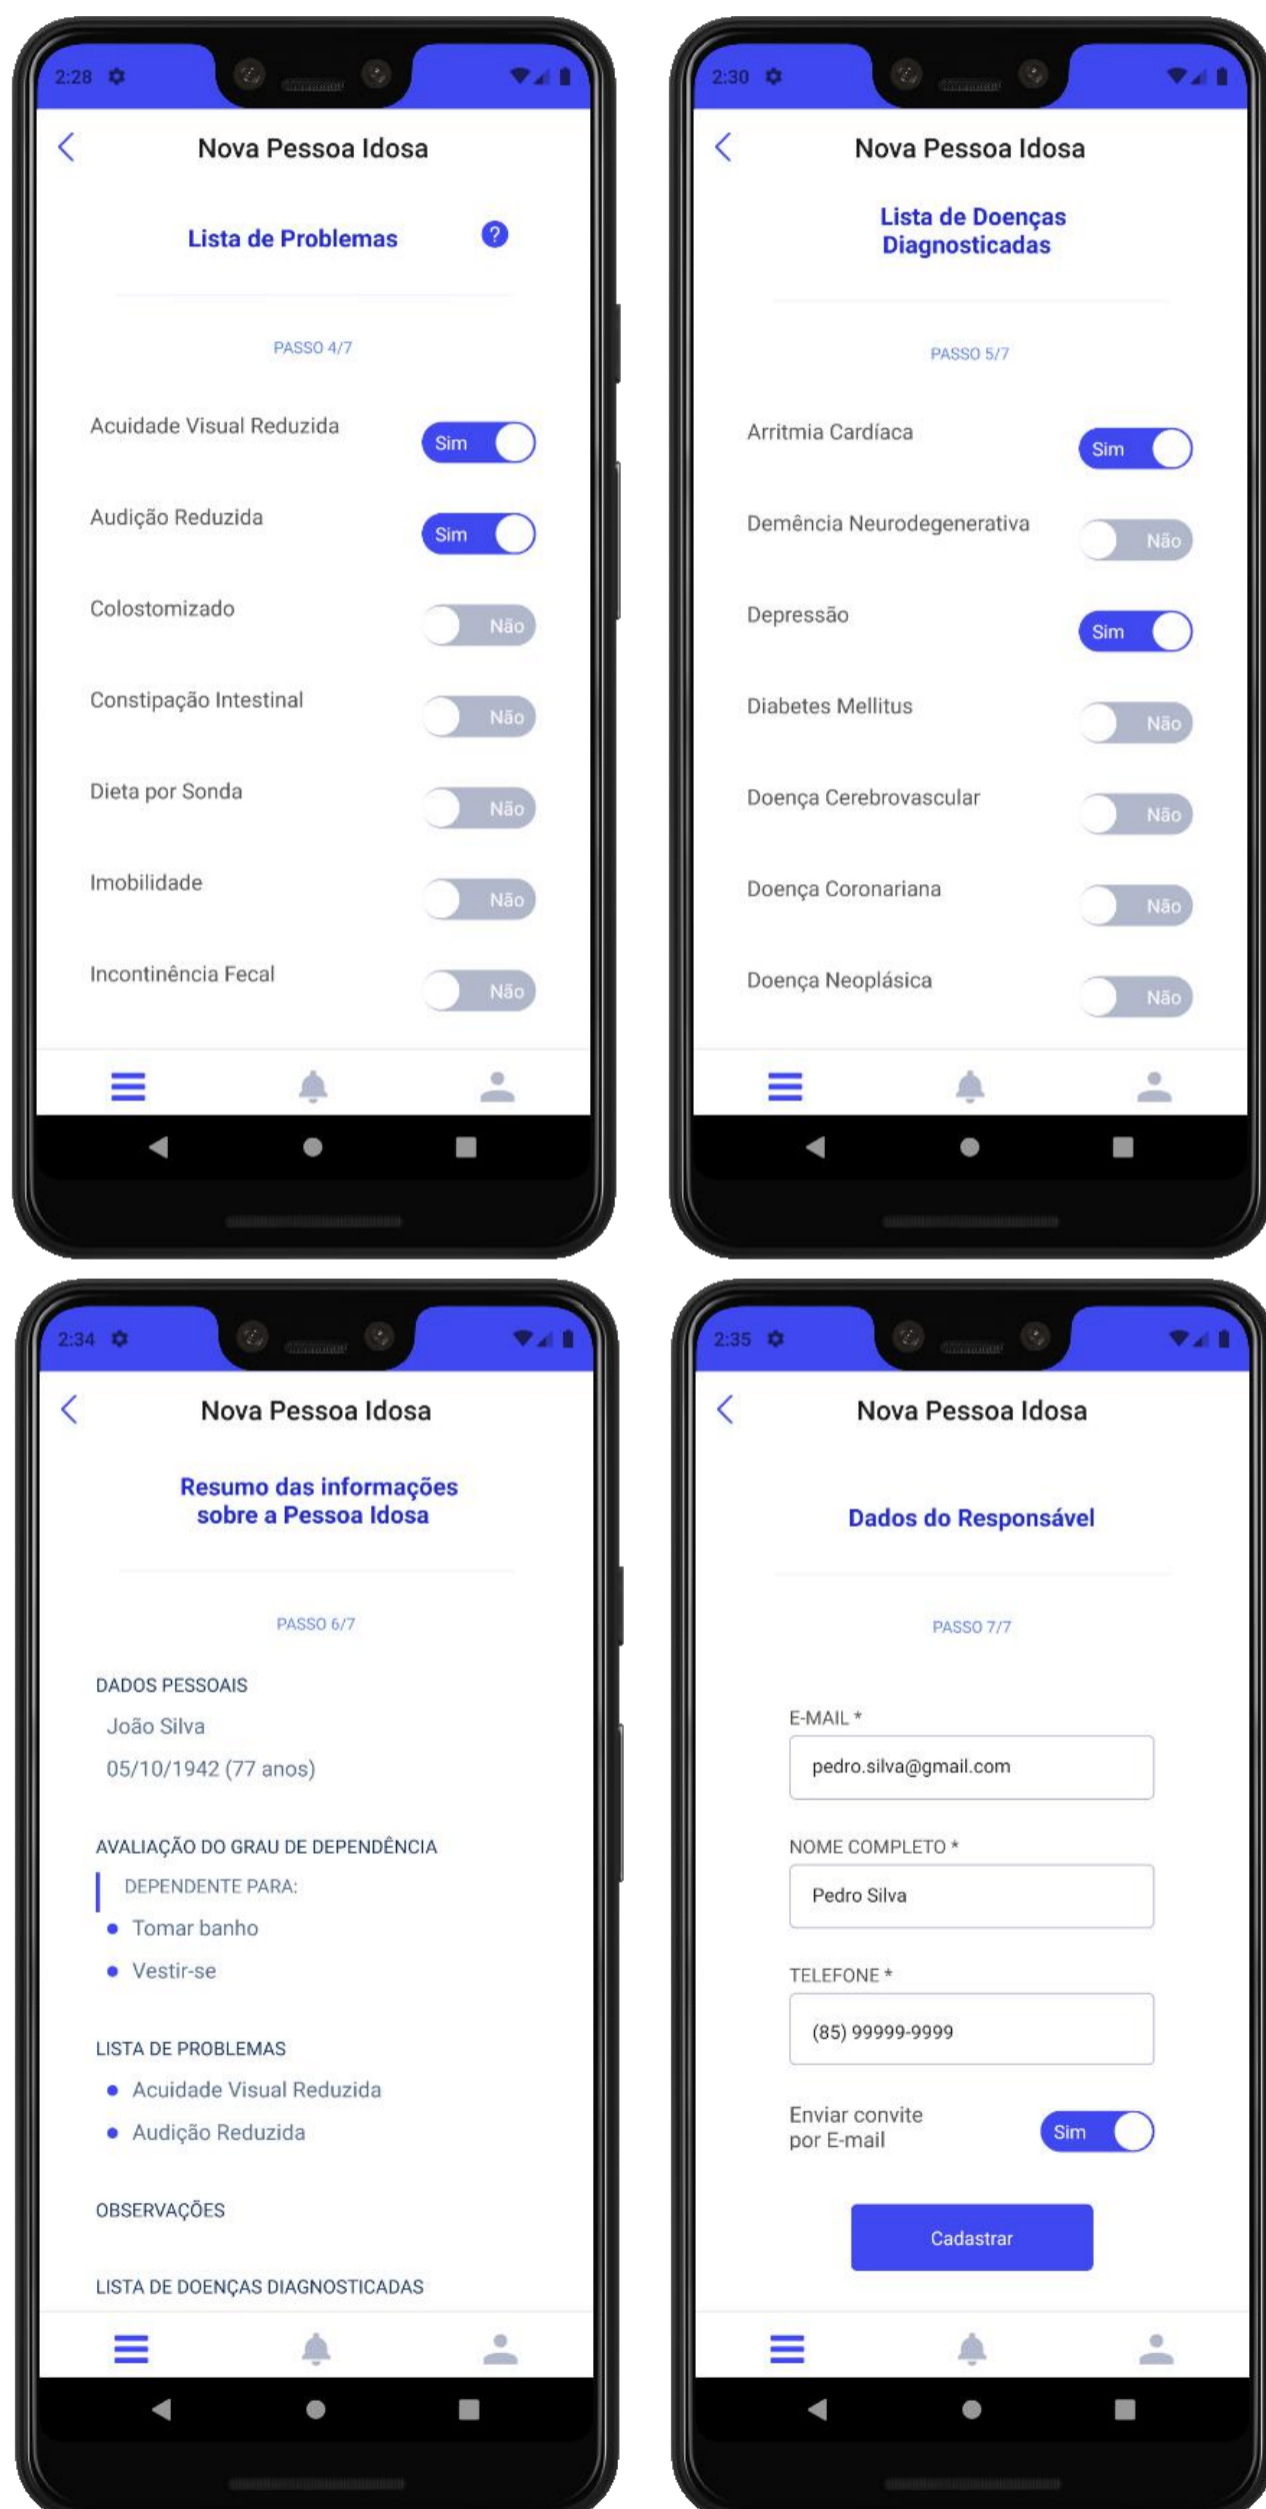 2:28
Nova Pessoa Idosa
Lista de Problemas
?
PASSO 4/7
Acuidade Visual Reduzida
Sim
Audição Reduzida
Sim
Colostomizado
Não
Constipação Intestinal
Não
Dieta por Sonda
Não
Imobilidade
Não
Incontinência Fecal
Não
2:30
Nova Pessoa Idosa
Lista de Doenças
Diagnosticadas
PASSO 5/7
Arritmia Cardíaca
Sim
Demência Neurodegenerativa
Não
Depressão
Sim
Diabetes Mellitus
Não
Doença Cerebrovascular
Não
Doença Coronariana
Não
Doença Neoplásica
Não
2:34
Nova Pessoa Idosa
Resumo das informações
sobre a Pessoa Idosa
PASSO 6/7
DADOS PESSOAIS
João Silva
05/10/1942 (77 anos)
AVALIAÇÃO DO GRAU DE DEPENDÊNCIA
DEPENDENTE PARA:
Tomar banho
Vestir-se
LISTA DE PROBLEMAS
Acuidade Visual Reduzida
Audição Reduzida
OBSERVAÇÕES
LISTA DE DOENÇAS DIAGNOSTICADAS
2:35
Nova Pessoa Idosa
Dados do Responsável
PASSO 7/7
E-MAIL *
pedro.silva@gmail.com
NOME COMPLETO *
Pedro Silva
TELEFONE *
(85) 99999-9999
Enviar convite
por E-mail
Sim
Cadastrar